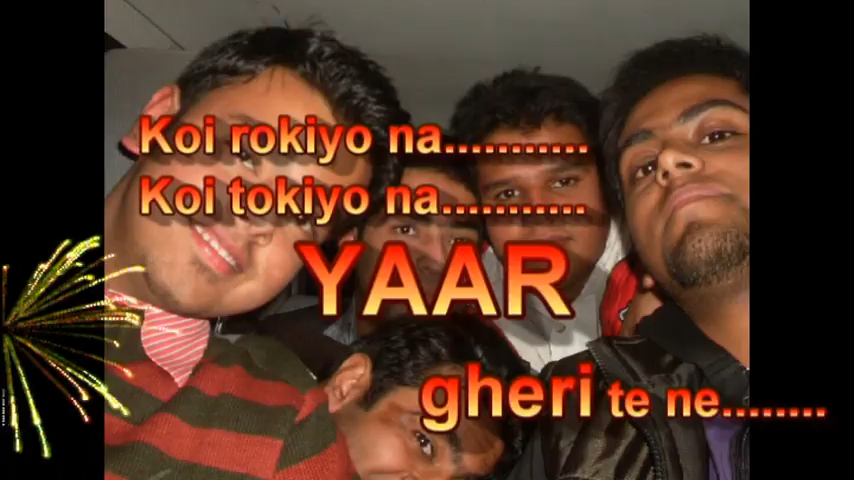 Koi rokiyo na...........
Koi tokiyo na...........
YAAR
gheri te ne........